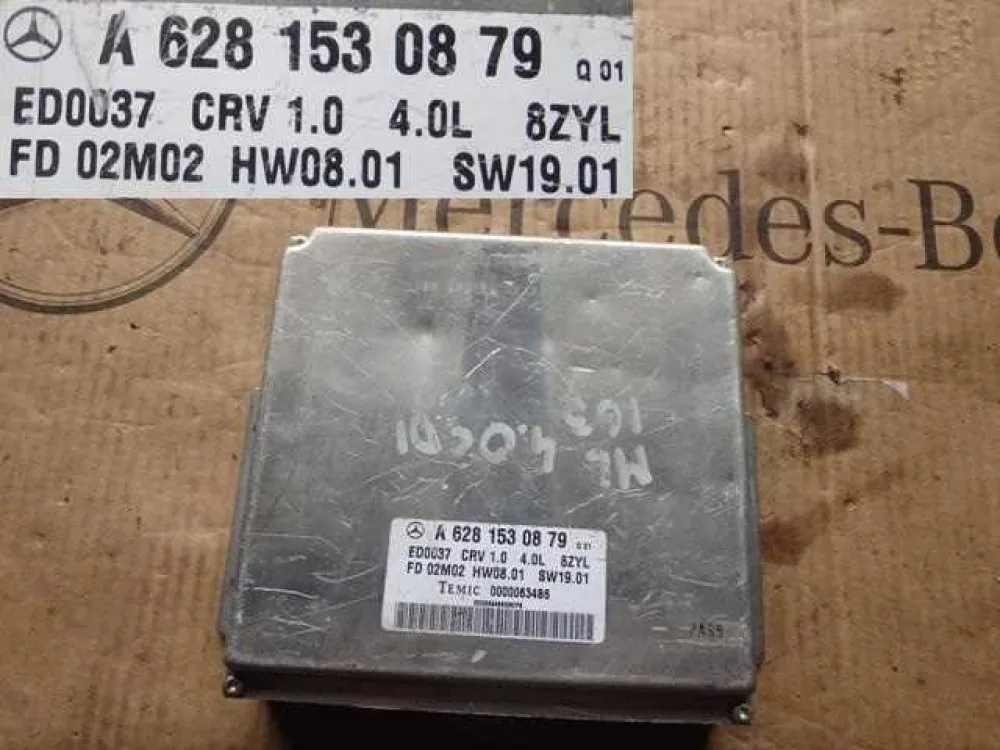 A 628 153 08 79 Q 01
ED0037 CRV 1.0 4.0L 8ZYL
FD 02M02 HW08.01 SW19.01
Mercedes-Be
ML 4.0CDI
163
A 628 153 08 79 Q 01
ED0037 CRV 1.0 4.0L 8ZYL
FD 02M02 HW08.01 SW19.01
TEMIC 0000063486